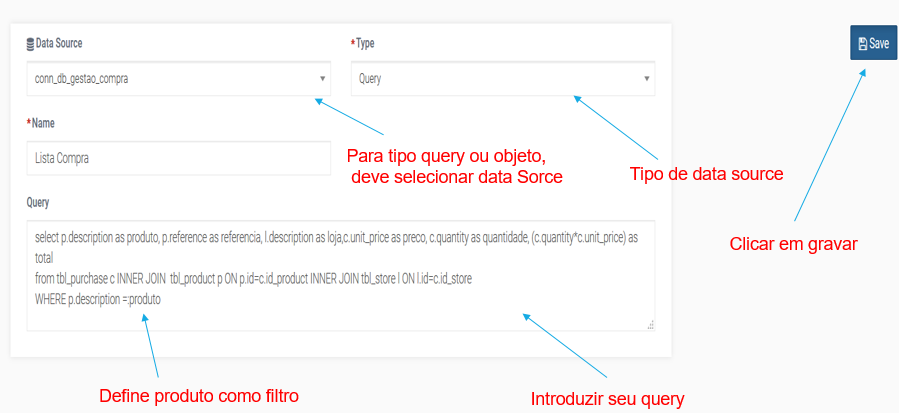 Data Source
*Type
Save
conn_db_gestao_compra
Query
*Name
Para tipo query ou objeto,
deve selecionar data Sorce
Tipo de data source
Lista Compra
Query
select p.description as produto, p.reference as referencia, l.description as loja,c.unit_price as preco, c.quantity as quantidade, (c.quantity*c.unit_price) as
total
from tbl_purchase c INNER JOIN tbl_product p ON p.id=c.id_product INNER JOIN tbl_store l ON l.id=c.id_store
WHERE p.description =:produto
Clicar em gravar
Define produto como filtro
Introduzir seu query